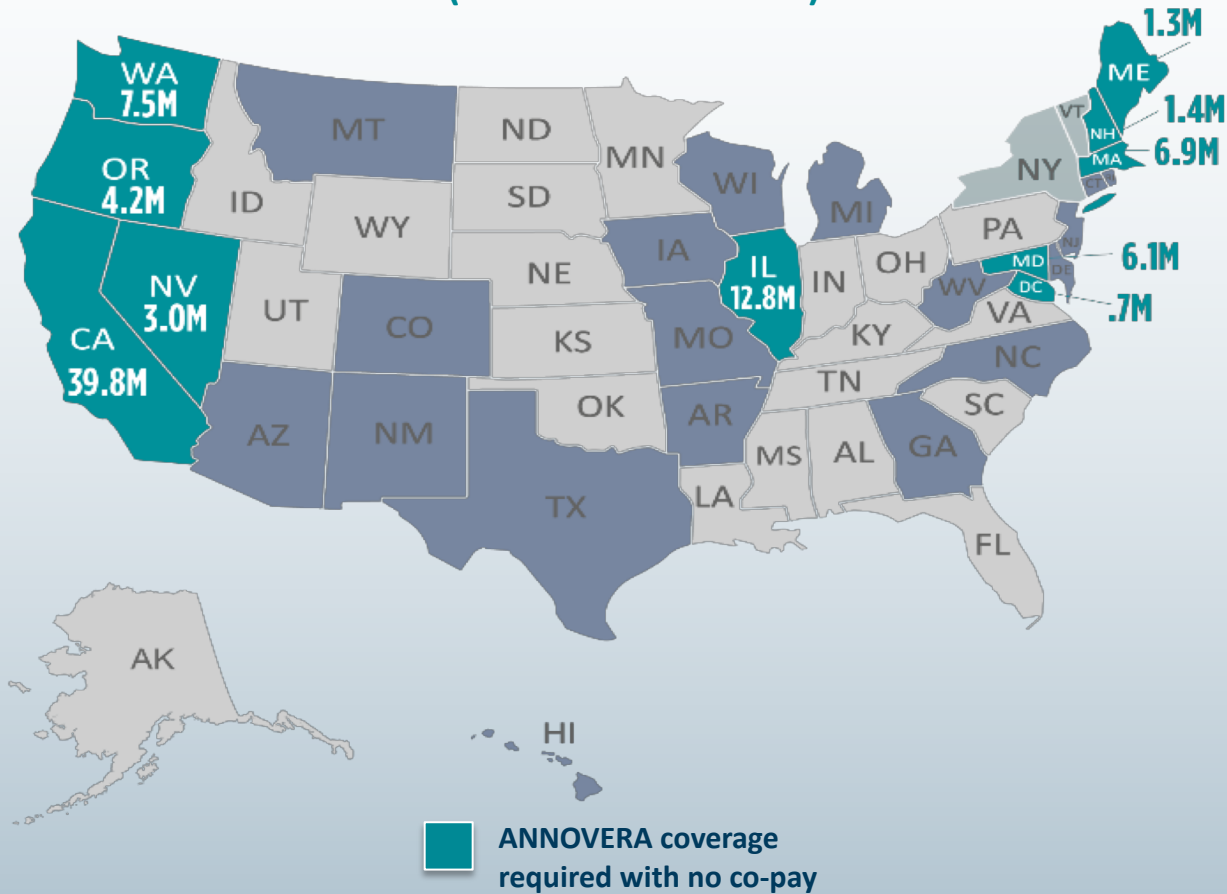 1.3M
ME
WA
7.5M
MT
ND
MN
VT
NH
1.4M
MA
6.9M
OR
4.2M
ID
SD
WI
MI
NY
CT
WY
IA
PA
NJ
NV
3.0M
UT
NE
IL
12.8M
IN
OH
MD
6.1M
DE
DC
.7M
WV
VA
CA
39.8M
CO
KS
MO
KY
NC
TN
AZ
NM
OK
AR
SC
MS
AL
GA
LA
TX
FL
AK
HI
ANNOVERA coverage
required with no co-pay